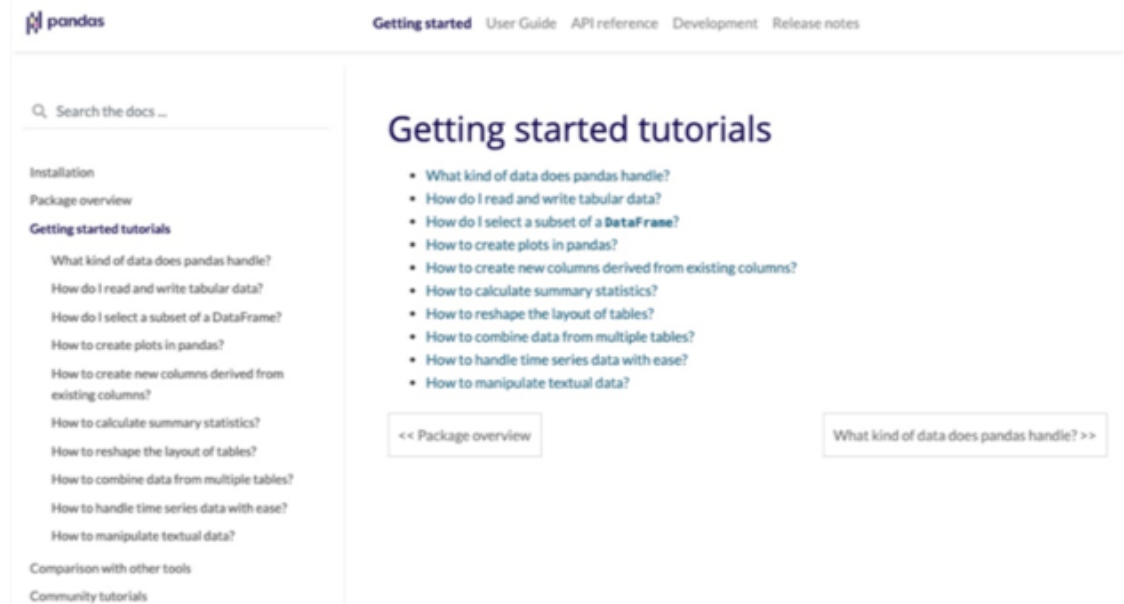 pandas
Getting started User Guide API reference Development Release notes
Search the docs ...
Installation
Package overview
Getting started tutorials
What kind of data does pandas handle?
How do I read and write tabular data?
How do I select a subset of a DataFrame?
How to create plots in pandas?
How to create new columns derived from
existing columns?
How to calculate summary statistics?
How to reshape the layout of tables?
How to combine data from multiple tables?
How to handle time series data with ease?
How to manipulate textual data?
Comparison with other tools
Community tutorials
Getting started tutorials
• What kind of data does pandas handle?
• How do I read and write tabular data?
• How do I select a subset of a DataFrame?
• How to create plots in pandas?
• How to create new columns derived from existing columns?
• How to calculate summary statistics?
• How to reshape the layout of tables?
• How to combine data from multiple tables?
• How to handle time series data with ease?
• How to manipulate textual data?
<< Package overview
What kind of data does pandas handle? >>